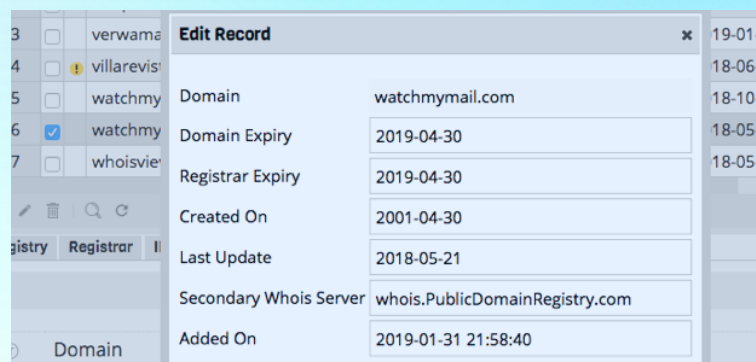 Edit Record ×
3 verwama 19-01
4 villarevist 18-06
5 watchmy 18-10
6 watchmy 18-05
7 whoisview 18-05
Domain watchmymail.com
Domain Expiry 2019-04-30
Registrar Expiry 2019-04-30
Created On 2001-04-30
Last Update 2018-05-21
Secondary Whois Server whois.PublicDomainRegistry.com
Added On 2019-01-31 21:58:40
gistry Registrar
Domain